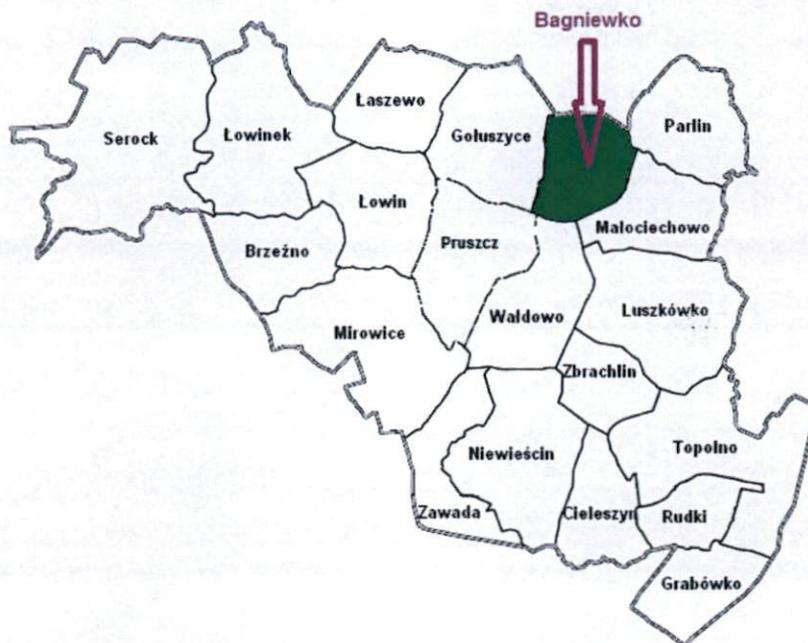 Bagniewko
Łaszewo
Parlin
Serock
Łowinek
Gołuszyce
Łowin
Małociechowo
Pruszcz
Brzeźno
Luszkówko
Wałdowo
Mirowice
Zbrachlin
Topolno
Niewieścin
Zawada
Cieleszyn
Rudki
Grabówko